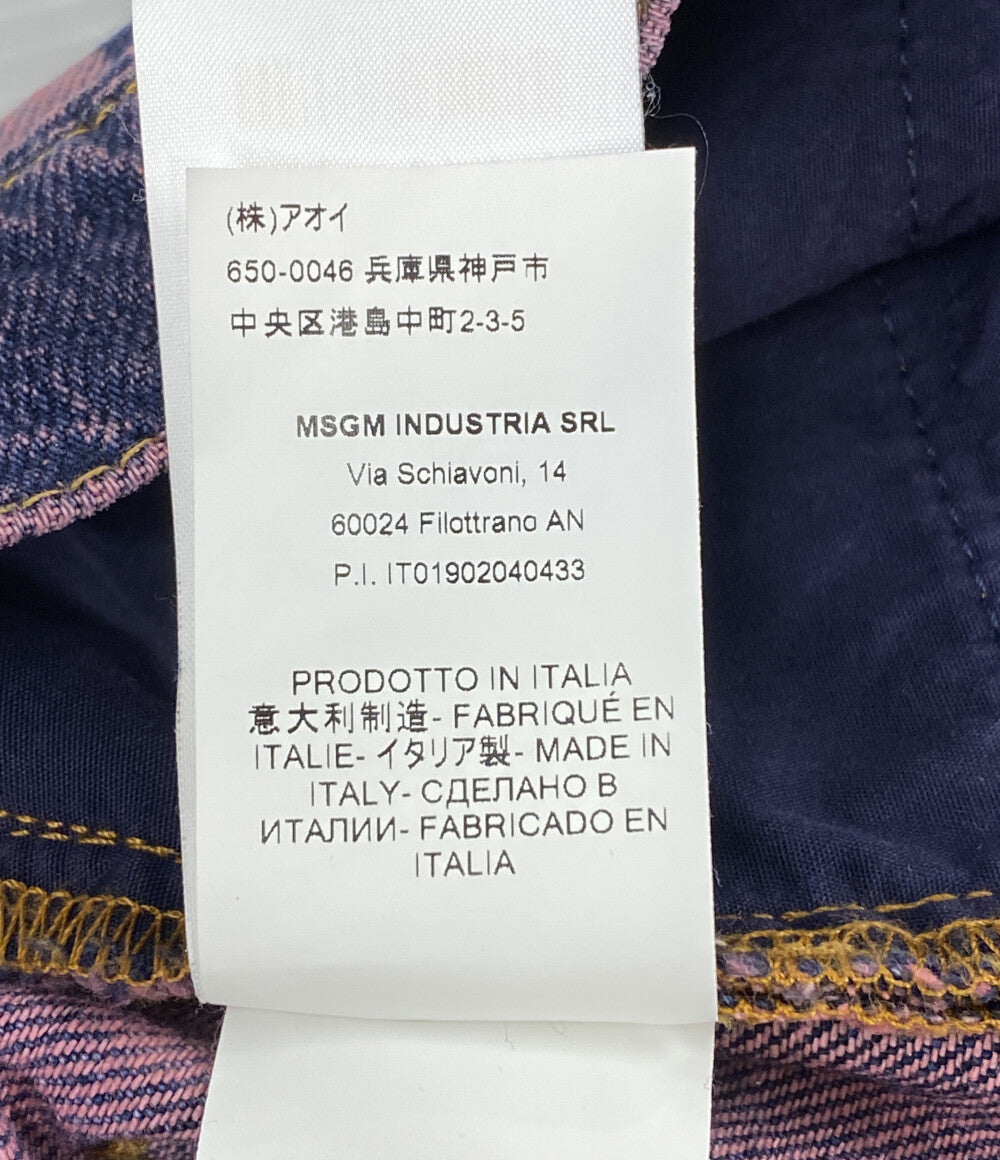 (株)アオイ
650-0046 兵庫県神戸市
中央区港島中町2-3-5
MSGM INDUSTRIA SRL
Via Schiavoni, 14
60024 Filottrano AN
P.I. IT01902040433
PRODOTTO IN ITALIA
意大利制造- FABRIQUÉ EN
ITALIE- イタリア製- MADE IN
ITALY- СДЕЛАНО В
ИТАЛИИ- FABRICADO EN
ITALIA